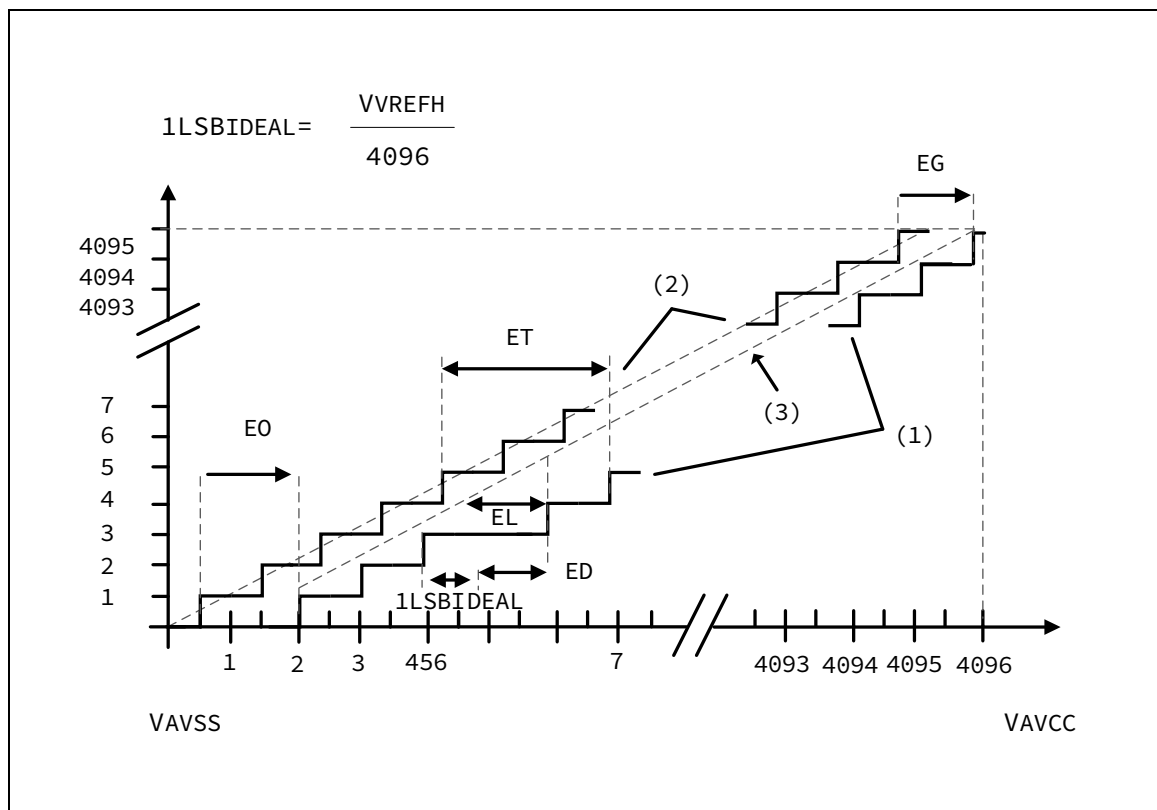 VVREFH
1LSBIDEAL=
4096
EG
4095
4094
4093
(2)
ET
(3)
(1)
7
6
5
4
3
2
1
EO
EL
ED
1LSBIDEAL
1 2 3 456 7 4093 4094 4095 4096
VAVSS VAVCC